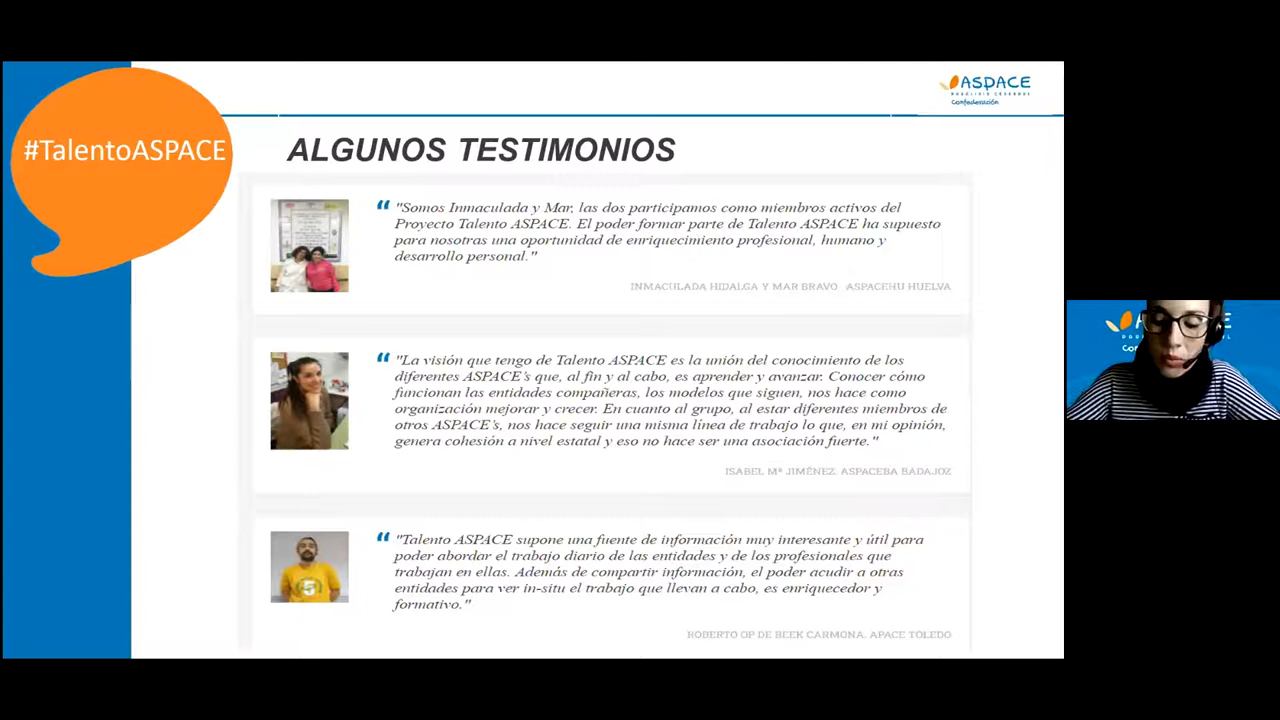 #TalentoASPACE
ASPACE
Confederación
ALGUNOS TESTIMONIOS
"Somos Inmaculada y Mar, las dos participamos como miembros activos del
Proyecto Talento ASPACE. El poder formar parte de Talento ASPACE ha supuesto
para nosotras una oportunidad de enriquecimiento profesional, humano y
desarrollo personal."
INMACULADA HIDALGA Y MAR BRAVO ASPACEHU HUELVA
"La visión que tengo de Talento ASPACE es la unión del conocimiento de los
diferentes ASPACE's que, al fin y al cabo, es aprender y avanzar. Conocer cómo
funcionan las entidades compañeras, los modelos que siguen, nos hace como
organización mejorar y crecer. En cuanto al grupo, al estar diferentes miembros de
otros ASPACE's, nos hace seguir una misma línea de trabajo lo que, en mi opinión,
genera cohesión a nivel estatal y eso no hace ser una asociación fuerte."
ISABEL Mª JIMÉNEZ. ASPACEBA BADAJOZ
"Talento ASPACE supone una fuente de información muy interesante y útil para
poder abordar el trabajo diario de las entidades y de los profesionales que
trabajan en ellas. Además de compartir información, el poder acudir a otras
entidades para ver in-situ el trabajo que llevan a cabo, es enriquecedor y
formativo."
ROBERTO OP DE BEEK CARMONA. APACE TOLEDO